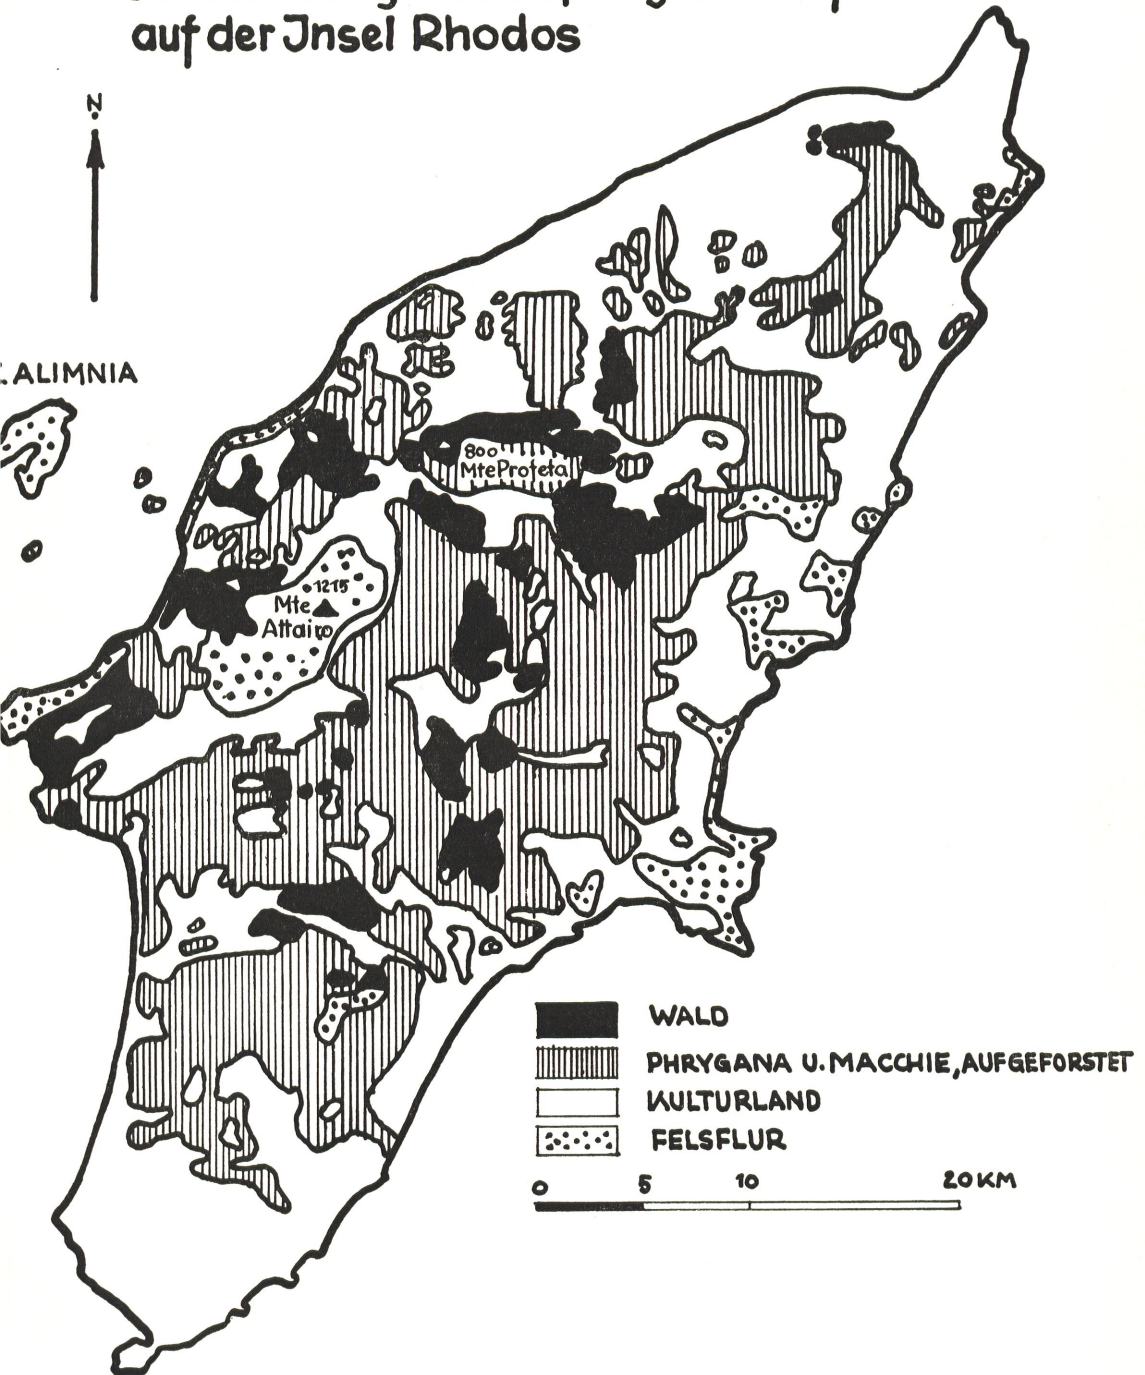 auf der Insel Rhodos
N
ALIMNIA
800
Mte Profeta
1215
Mte
Attairo
WALD
PHRYGANA U. MACCHIE, AUFGEFORSTET
KULTURLAND
FELSFLUR
0 5 10 20 KM